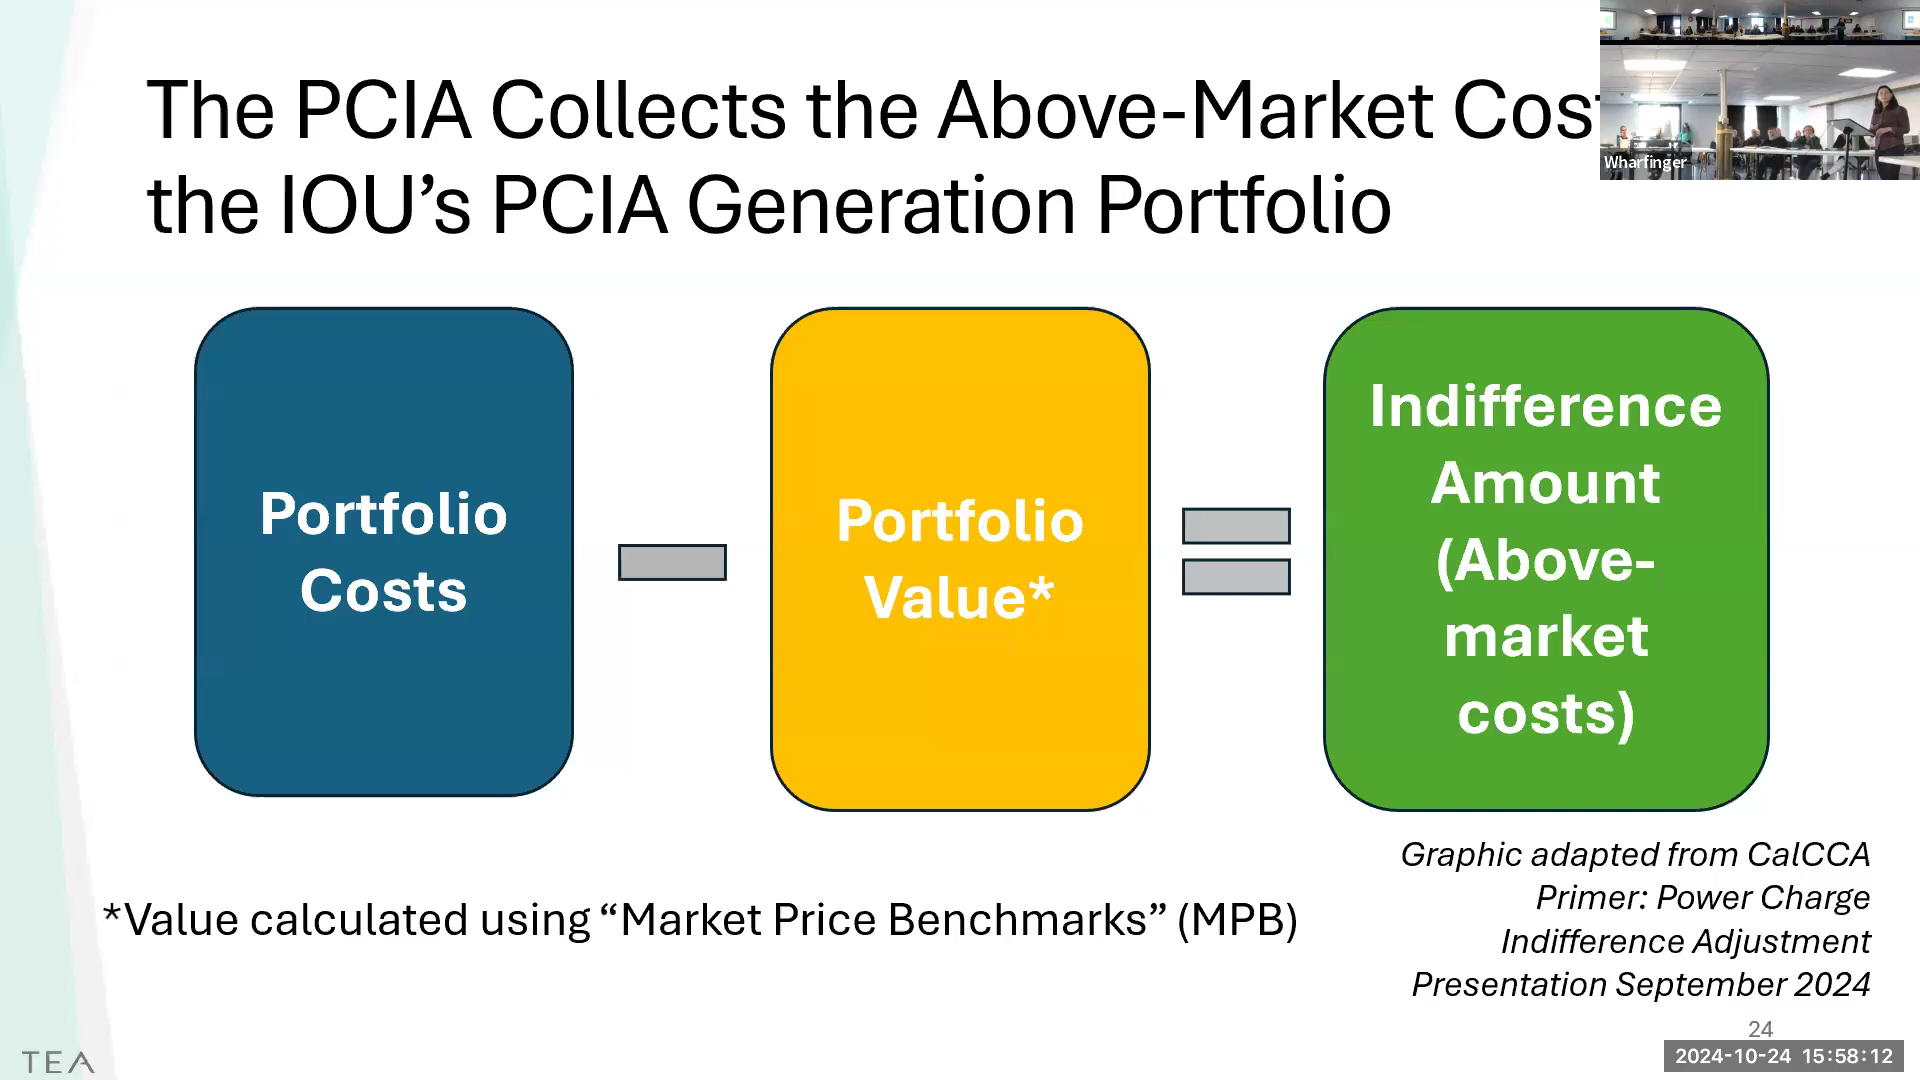 The PCIA Collects the Above-Market Cos
the IOU’s PCIA Generation Portfolio
Wharfinger
Portfolio
Costs
Portfolio
Value*
Indifference
Amount
(Above-
market
costs)
*Value calculated using “Market Price Benchmarks” (MPB)
Graphic adapted from CalCCA
Primer: Power Charge
Indifference Adjustment
Presentation September 2024
24
TEA
2024-10-24 15:58:12